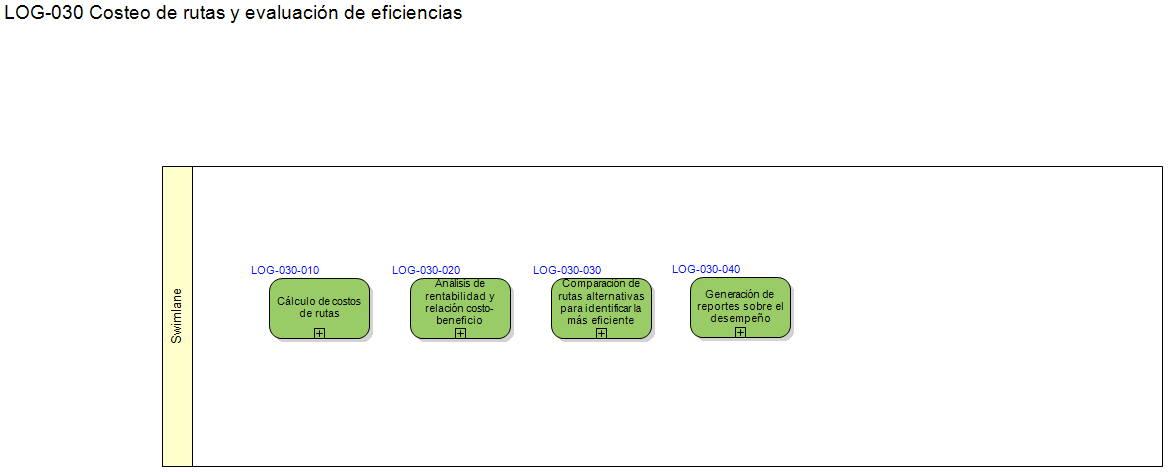 LOG-030 Costeo de rutas y evaluación de eficiencias
Swimlane
LOG-030-010
Cálculo de costos
de rutas
LOG-030-020
Análisis de
rentabilidad y
relación costo-
beneficio
LOG-030-030
Comparación de
rutas alternativas
para identificar la
más eficiente
LOG-030-040
Generación de
reportes sobre el
desempeño